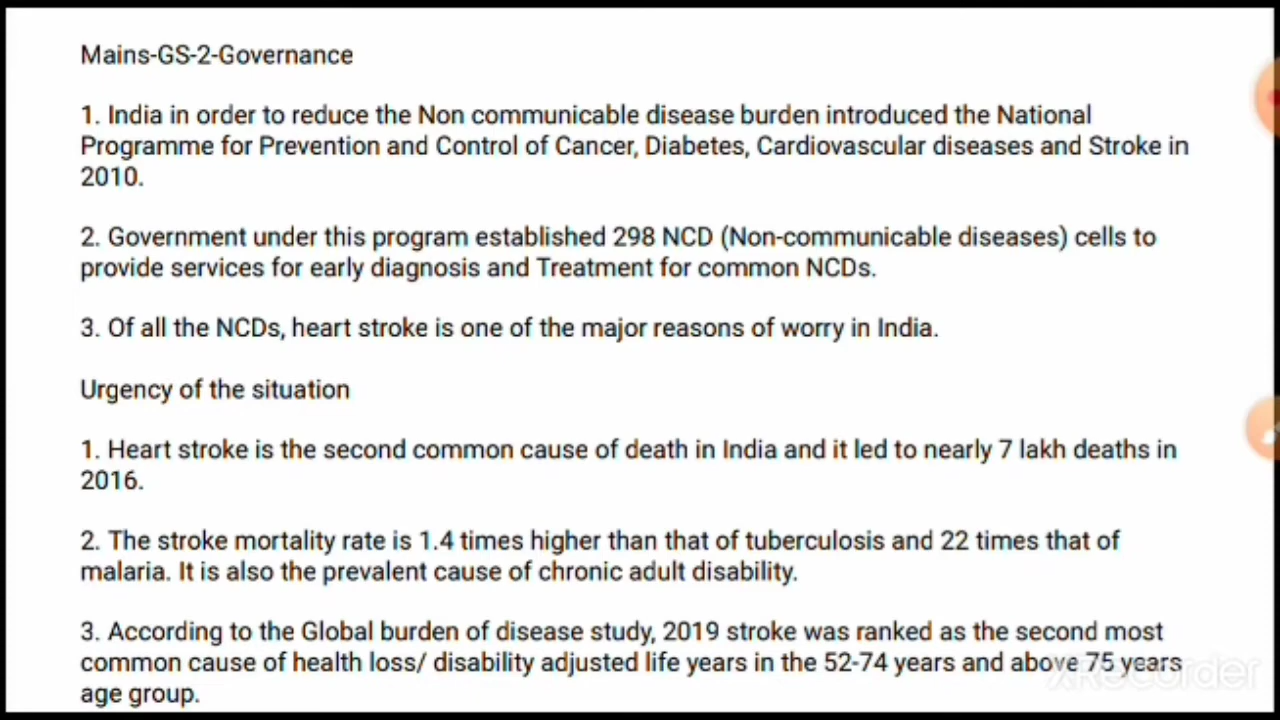 Mains-GS-2-Governance
1. India in order to reduce the Non communicable disease burden introduced the National
Programme for Prevention and Control of Cancer, Diabetes, Cardiovascular diseases and Stroke in
2010.
2. Government under this program established 298 NCD (Non-communicable diseases) cells to
provide services for early diagnosis and Treatment for common NCDs.
3. Of all the NCDs, heart stroke is one of the major reasons of worry in India.
Urgency of the situation
1. Heart stroke is the second common cause of death in India and it led to nearly 7 lakh deaths in
2016.
2. The stroke mortality rate is 1.4 times higher than that of tuberculosis and 22 times that of
malaria. It is also the prevalent cause of chronic adult disability.
3. According to the Global burden of disease study, 2019 stroke was ranked as the second most
common cause of health loss/ disability adjusted life years in the 52-74 years and above 75 years
age group.
XRecorder